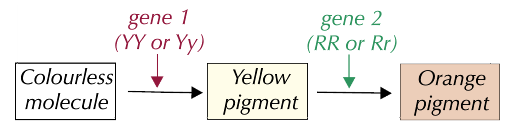 gene 1
(YY or Yy)
gene 2
(RR or Rr)
Colourless
molecule
Yellow
pigment
Orange
pigment